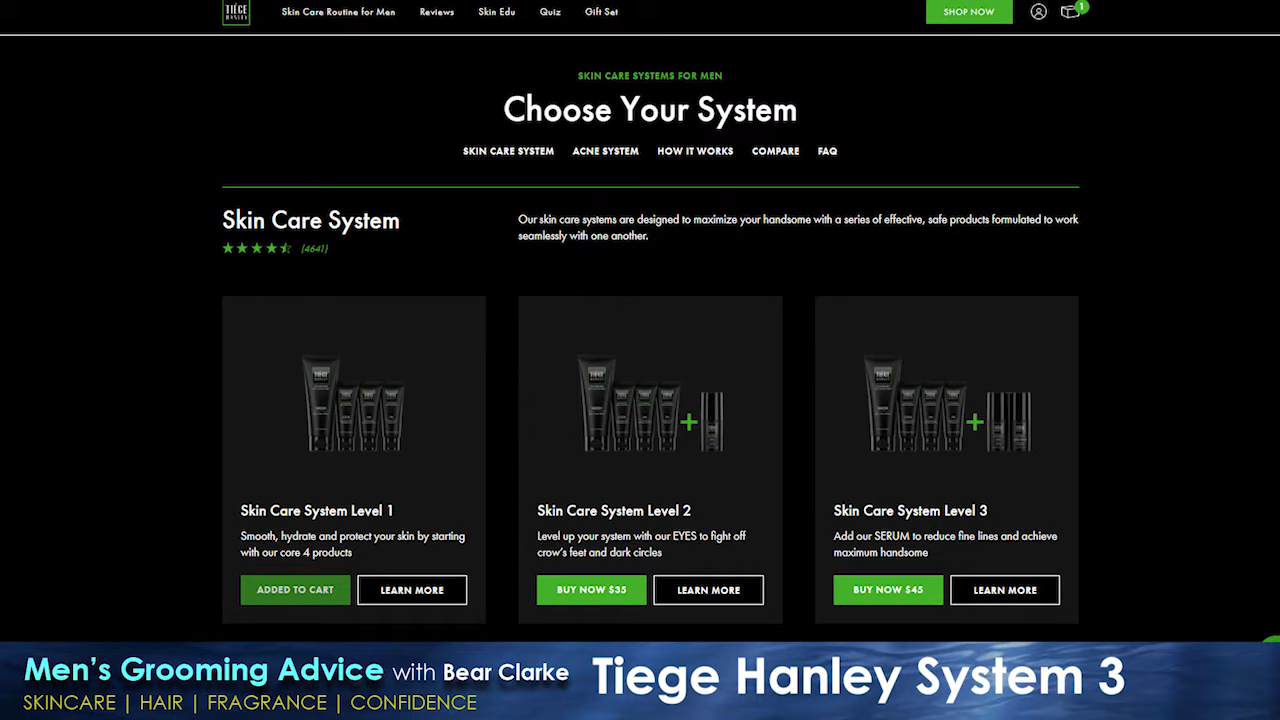 TIEGE
HANLEY
Skin Care Routine for Men
Reviews
Skin Edu
Quiz
Gift Set
SHOP NOW
1
SKIN CARE SYSTEMS FOR MEN
Choose Your System
SKIN CARE SYSTEM
ACNE SYSTEM
HOW IT WORKS
COMPARE
FAQ
Skin Care System
(4641)
Our skin care systems are designed to maximize your handsome with a series of effective, safe products formulated to work
seamlessly with one another.
Skin Care System Level 1
Smooth, hydrate and protect your skin by starting
with our core 4 products
ADDED TO CART
LEARN MORE
+
Skin Care System Level 2
Level up your system with our EYES to fight off
crow's feet and dark circles
BUY NOW $35
LEARN MORE
+
Skin Care System Level 3
Add our SERUM to reduce fine lines and achieve
maximum handsome
BUY NOW $45
LEARN MORE
Men's Grooming Advice with Bear Clarke
SKINCARE | HAIR | FRAGRANCE | CONFIDENCE
Tiege Hanley System 3